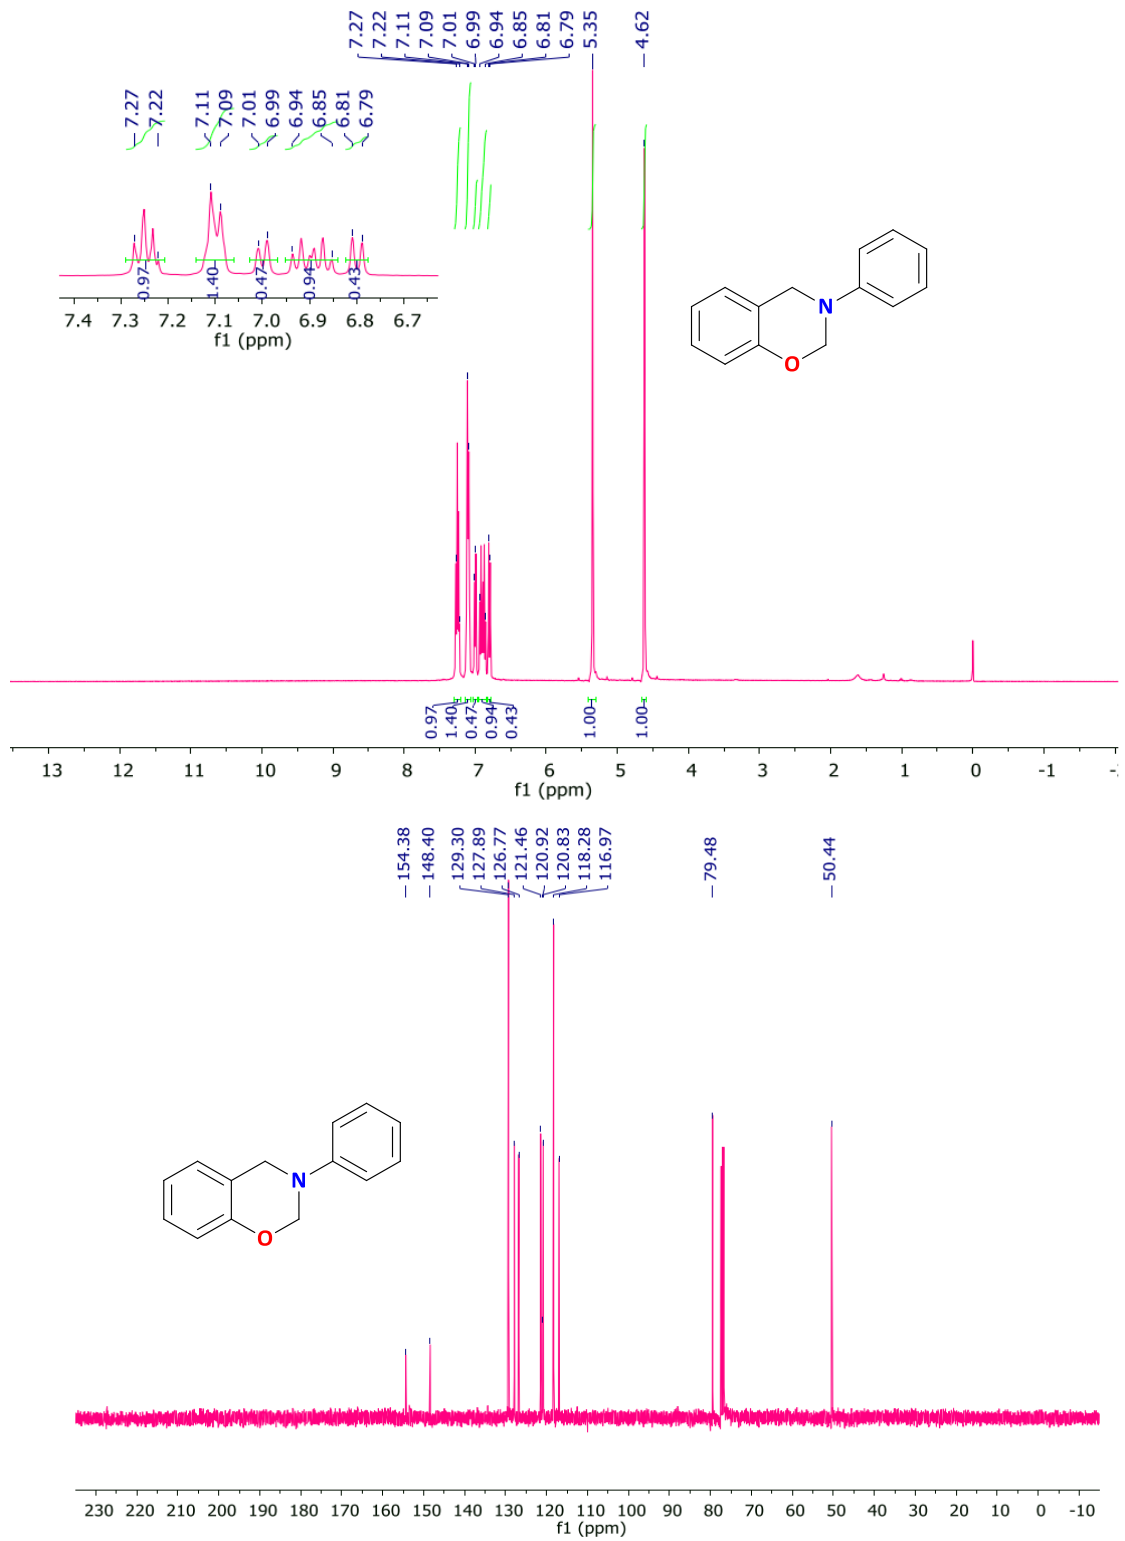 7.27 7.22 7.11 7.09 7.01 6.99 6.94 6.85 6.81 6.79 5.35 4.62
7.27 7.22 7.11 7.09 7.01 6.99 6.94 6.85 6.81 6.79
0.97 1.40 0.47 0.94 0.43
7.4 7.3 7.2 7.1 7.0 6.9 6.8 6.7
f1 (ppm)
N
O
0.97 1.40 0.47 0.94 0.43 1.00 1.00
13 12 11 10 9 8 7 6 5 4 3 2 1 0 -1
f1 (ppm)
154.38 148.40 129.30 127.89 126.77 121.46 120.92 120.83 118.28 116.97 79.48 50.44
N
O
230 220 210 200 190 180 170 160 150 140 130 120 110 100 90 80 70 60 50 40 30 20 10 0 -10
f1 (ppm)